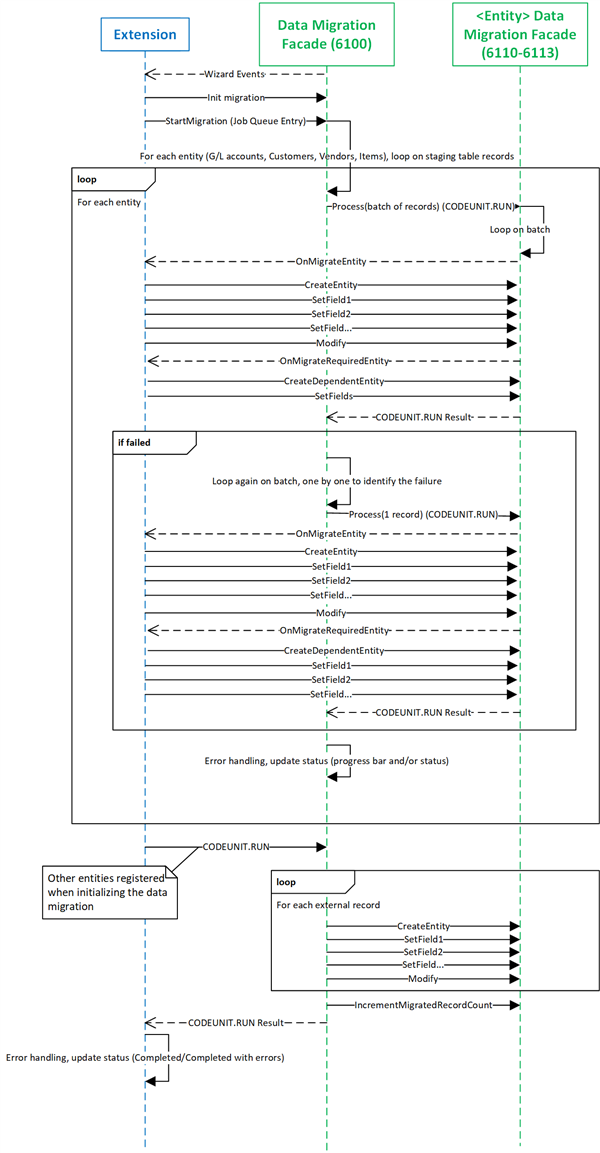 Extension
Data Migration
Facade (6100)
<Entity> Data
Migration Facade
(6110-6113)
Wizard Events
Init migration
StartMigration (Job Queue Entry)
For each entity (G/L accounts, Customers, Vendors, Items), loop on staging table records
loop
For each entity
Process(batch of records) (CODEUNIT.RUN)
Loop on batch
OnMigrateEntity
CreateEntity
SetField1
SetField2
SetField...
Modify
OnMigrateRequiredEntity
CreateDependentEntity
SetFields
CODEUNIT.RUN Result
if failed
Loop again on batch, one by one to identify the failure
Process(1 record) (CODEUNIT.RUN)
OnMigrateEntity
CreateEntity
SetField1
SetField2
SetField...
Modify
OnMigrateRequiredEntity
CreateDependentEntity
SetField1
SetField2
SetField...
CODEUNIT.RUN Result
Error handling, update status (progress bar and/or status)
CODEUNIT.RUN
Other entities registered
when initializing the data
migration
loop
For each external record
CreateEntity
SetField1
SetField2
SetField...
Modify
IncrementMigratedRecordCount
CODEUNIT.RUN Result
Error handling, update status (Completed/Completed with errors)